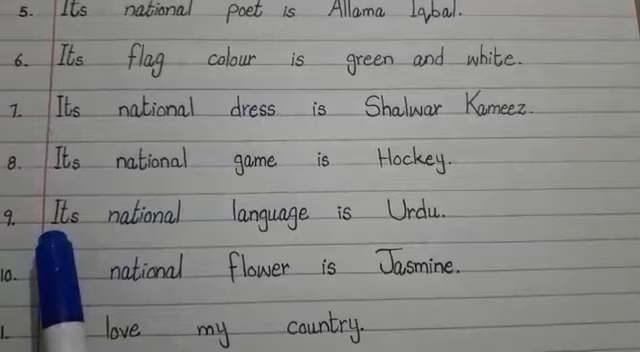 5. Its national poet is Allama Iqbal.
6. Its flag colour is green and white.
7. Its national dress is Shalwar Kameez.
8. Its national game is Hockey.
9. Its national language is Urdu.
10. national flower is Jasmine.
love my country.